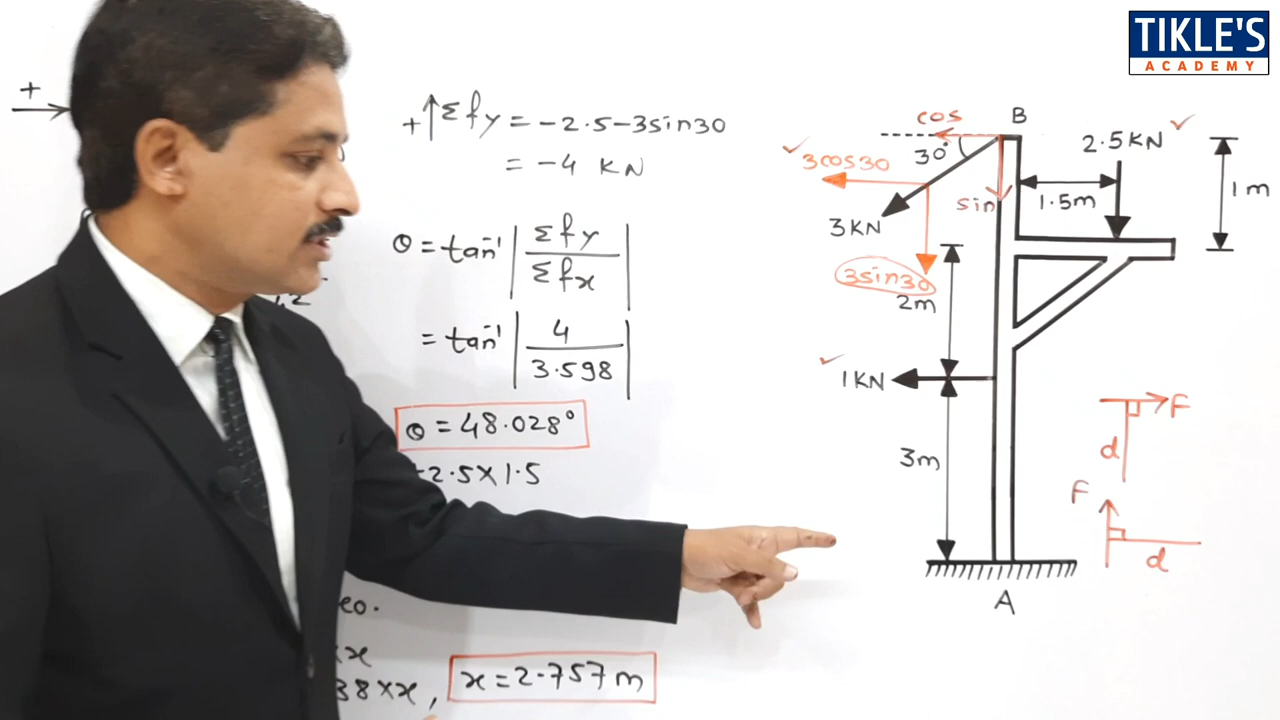 TIKLE'S
ACADEMY
+
+↑Σfy = -2.5-3sin30
= -4 KN
θ = tan⁻¹ | Σfy / Σfx |
= tan⁻¹ | 4 / 3.598 |
θ = 48.028°
-2.5×1.5
x = 2.757 m
38×x,
cos
B
2.5KN
3cos30
30°
1.5m
1m
sin
3KN
3sin30
2m
1KN
3m
F
d
F
d
A